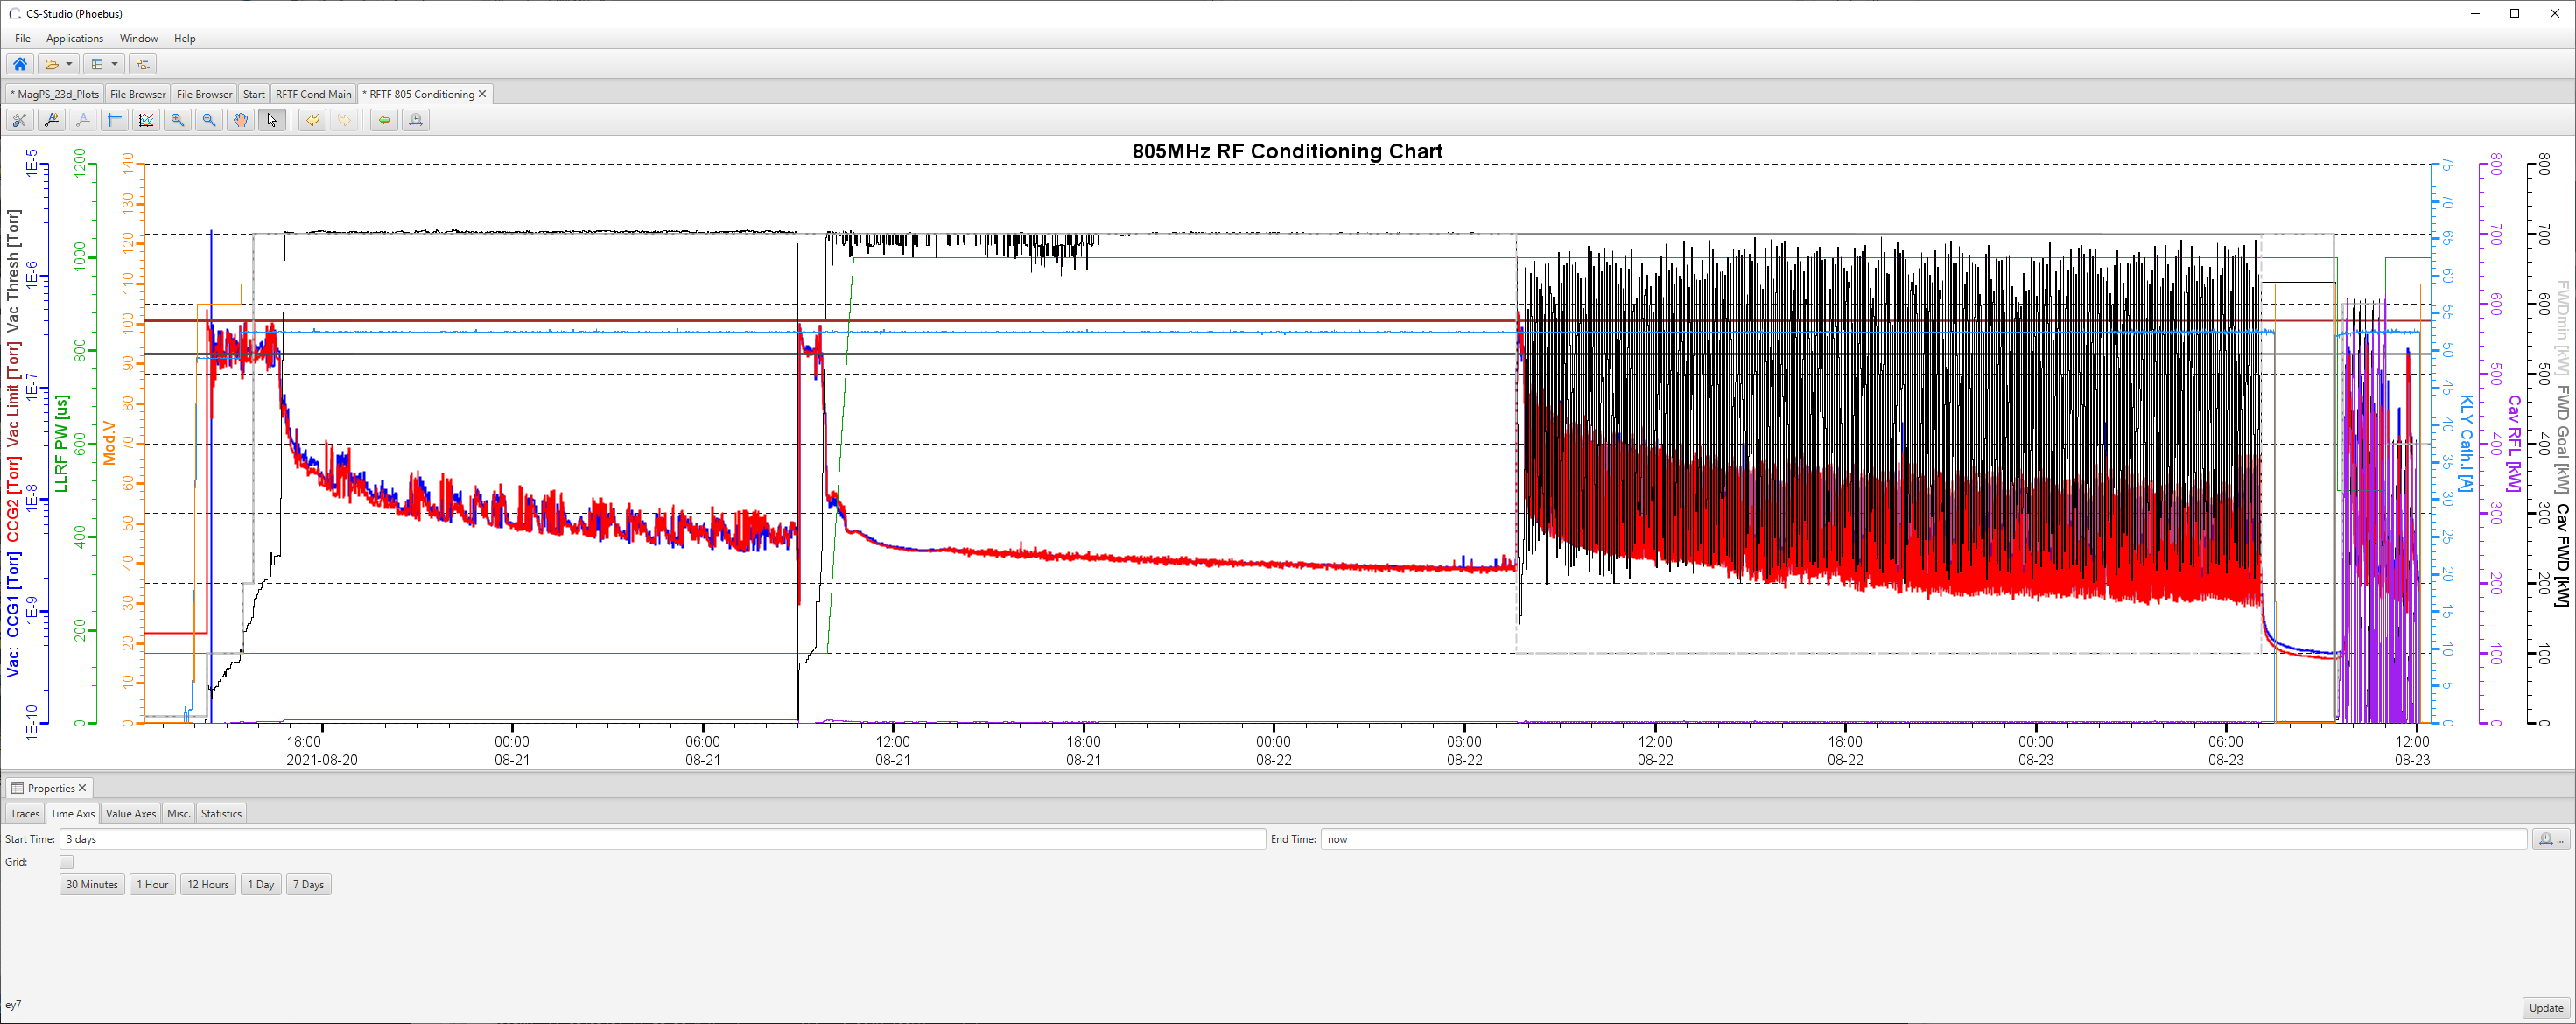 CS-Studio (Phoebus)
File Applications Window Help
* MagPS_23d_Plots File Browser File Browser Start RFTF Cond Main * RFTF 805 Conditioning
805MHz RF Conditioning Chart
Vac: CCG1 [Torr] CCG2 [Torr] Vac Limit [Torr] Vac Thresh [Torr]
1E-5
1E-6
1E-7
1E-8
1E-9
1E-10
LLRF PW [us]
1200
1000
800
600
400
200
0
Mod.V
140
130
120
110
100
90
80
70
60
50
40
30
20
10
0
75
70
65
60
55
50
45
40
35
30
25
20
15
10
5
0
KLY Cath.I [A]
800
700
600
500
400
300
200
100
0
Cav RFL [kW]
800
700
600
500
400
300
200
100
0
Cav FWD [kW] FWD Goal [kW] FWDmin [kW]
18:00 00:00 06:00 12:00 18:00 00:00 06:00 12:00 18:00 00:00 06:00 12:00
2021-08-20 08-21 08-21 08-21 08-21 08-22 08-22 08-22 08-22 08-23 08-23 08-23
Properties
Traces Time Axis Value Axes Misc. Statistics
Start Time: 3 days End Time: now ...
Grid:
30 Minutes 1 Hour 12 Hours 1 Day 7 Days
ey7
Update